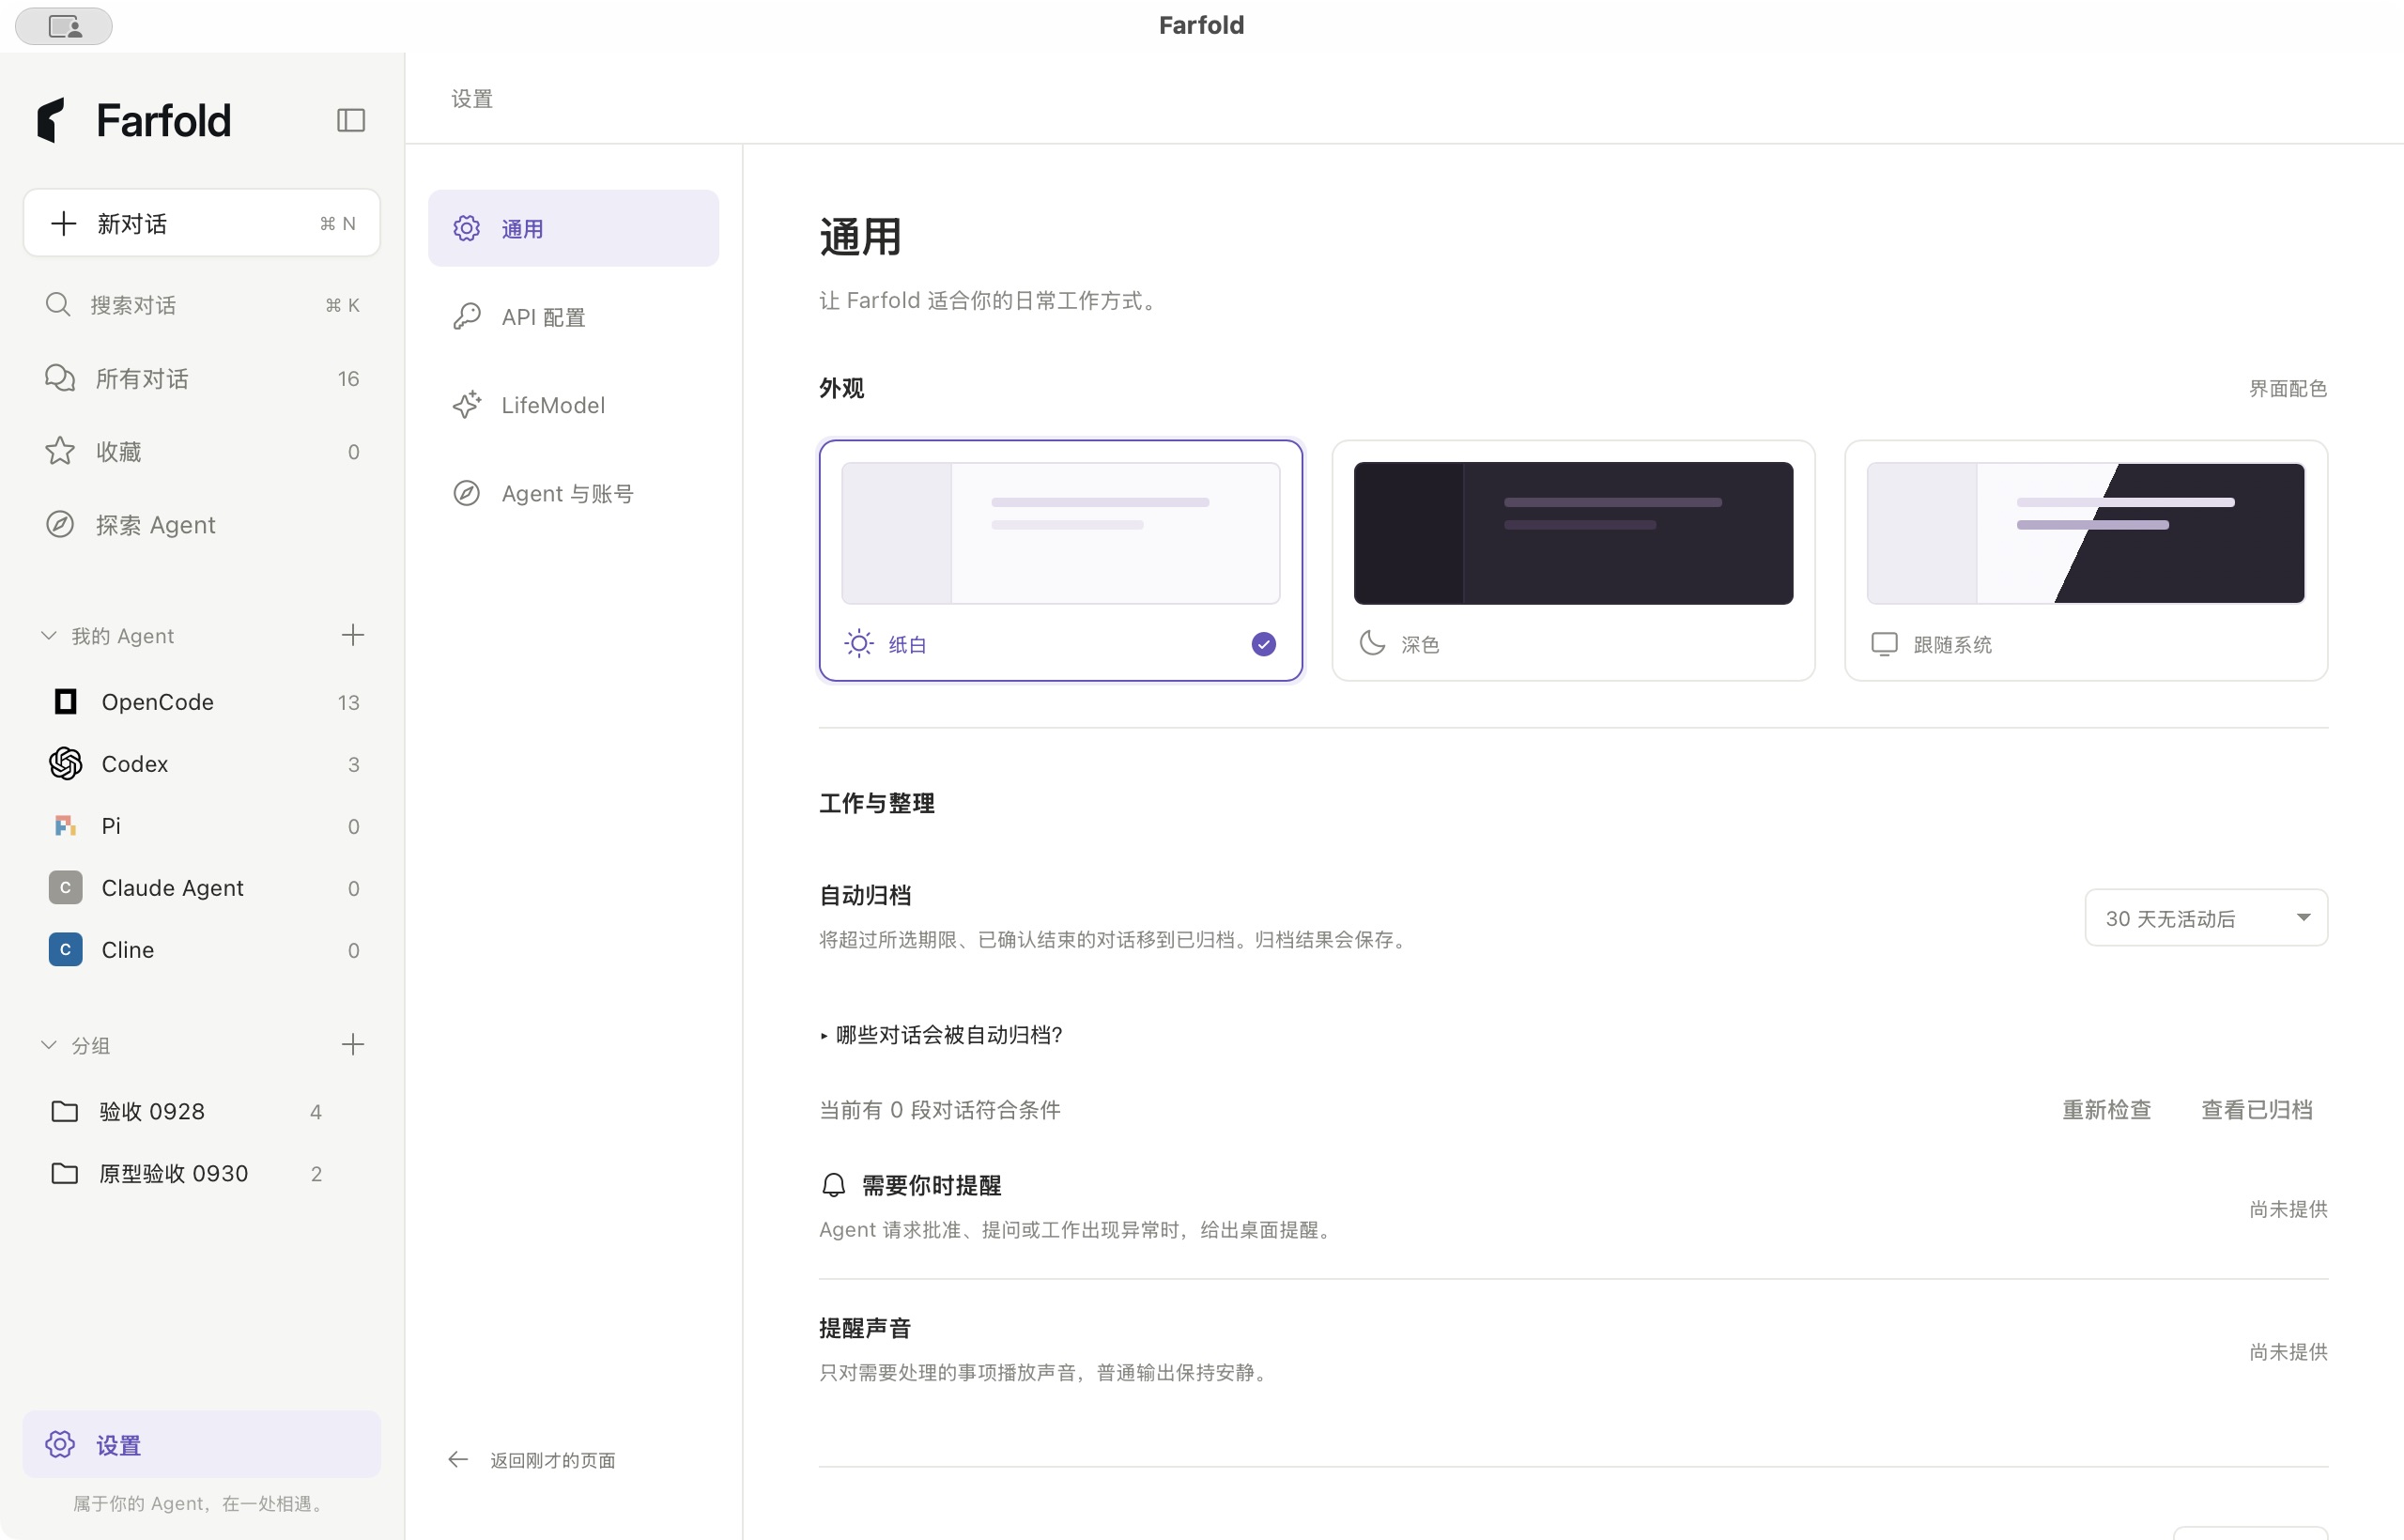 Farfold
Farfold
新对话 ⌘ N
搜索对话 ⌘ K
所有对话 16
收藏 0
探索 Agent
我的 Agent
OpenCode 13
Codex 3
Pi 0
C Claude Agent 0
C Cline 0
分组
验收 0928 4
原型验收 0930 2
设置
属于你的 Agent，在一处相遇。
设置
通用
API 配置
LifeModel
Agent 与账号
返回刚才的页面
通用
让 Farfold 适合你的日常工作方式。
外观 界面配色
纸白 深色 跟随系统
工作与整理
自动归档
将超过所选期限、已确认结束的对话移到已归档。归档结果会保存。
30 天无活动后
哪些对话会被自动归档?
当前有 0 段对话符合条件 重新检查 查看已归档
需要你时提醒
Agent 请求批准、提问或工作出现异常时，给出桌面提醒。
尚未提供
提醒声音
只对需要处理的事项播放声音，普通输出保持安静。
尚未提供